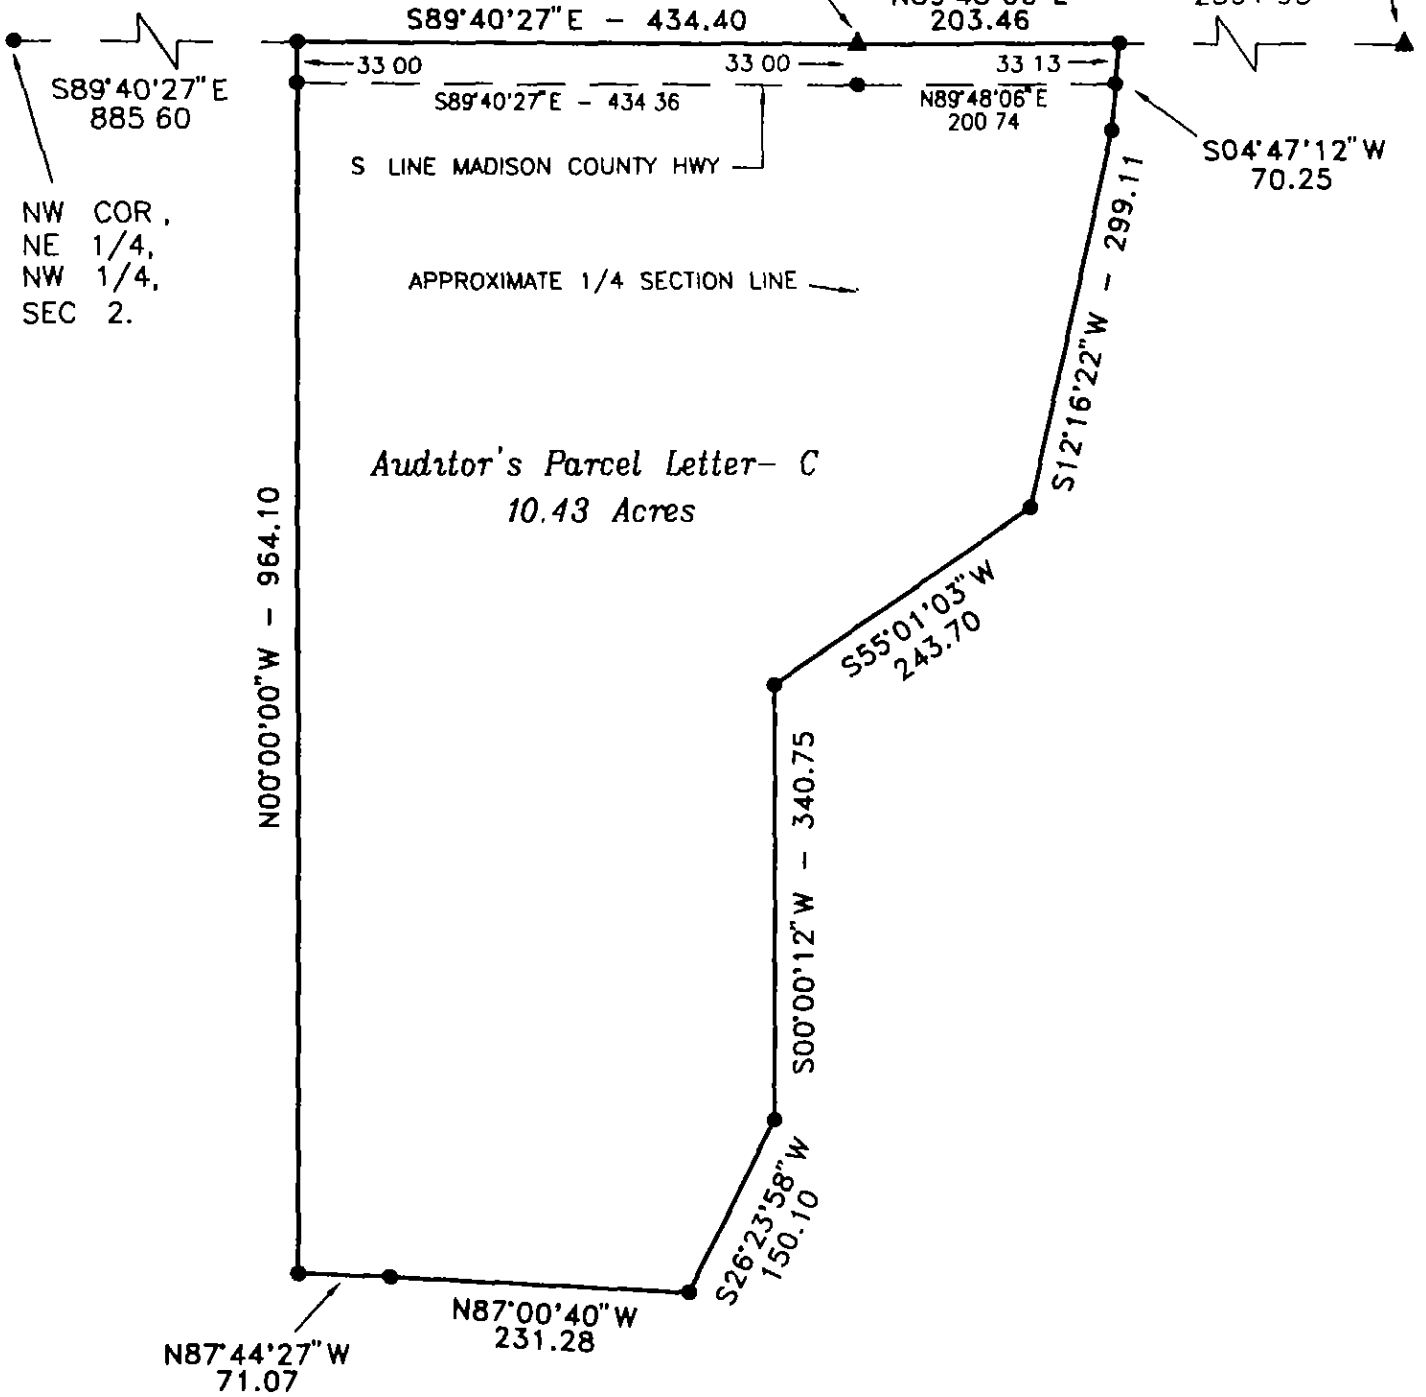 S89°40'27"E - 434.40
203.46
33 00
33 00
33 13
S89°40'27"E
885 60
S89°40'27"E - 434 36
N89°48'06"E
200 74
S LINE MADISON COUNTY HWY
S04°47'12"W
70.25
NW COR,
NE 1/4,
NW 1/4,
SEC 2.
APPROXIMATE 1/4 SECTION LINE
S12°16'22"W - 299.11
Auditor's Parcel Letter- C
10.43 Acres
N00°00'00"W - 964.10
S55°01'03"W
243.70
S00°00'12"W - 340.75
S26°23'58"W
150.10
N87°00'40"W
231.28
N87°44'27"W
71.07